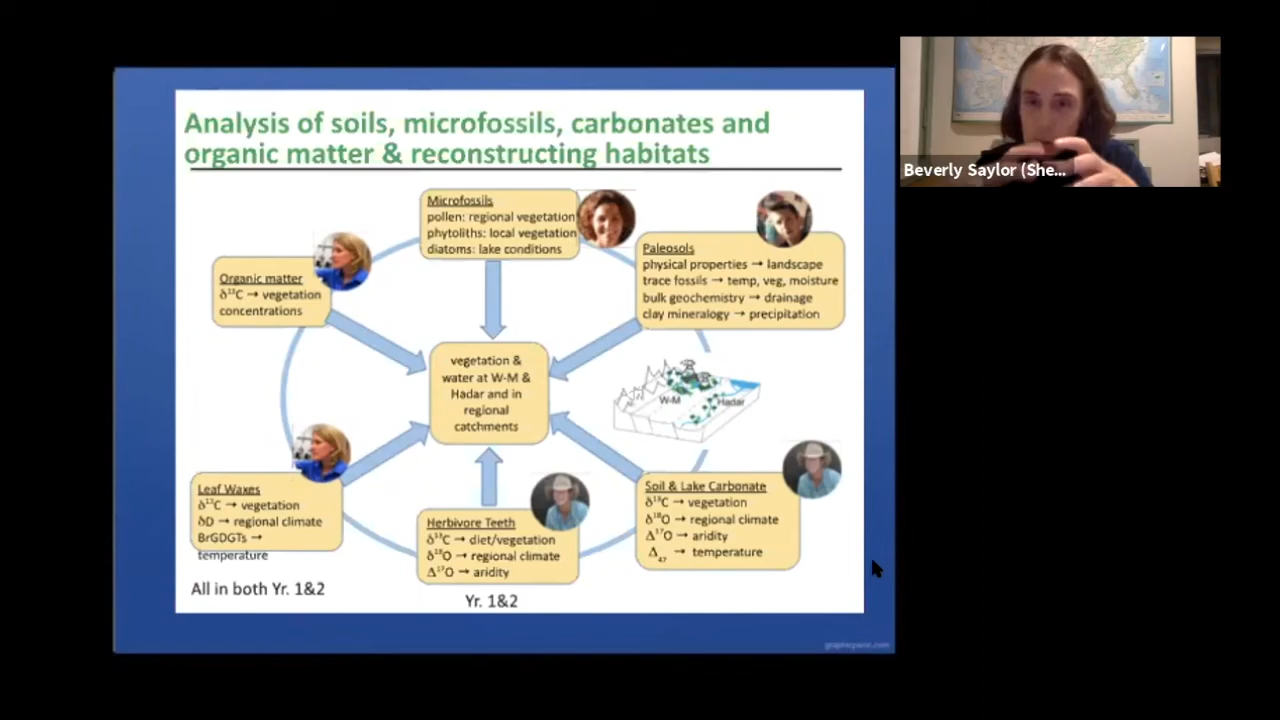 Analysis of soils, microfossils, carbonates and
organic matter & reconstructing habitats
Microfossils
pollen: regional vegetation
phytoliths: local vegetation
diatoms: lake conditions
Paleosols
physical properties → landscape
trace fossils → temp, veg, moisture
bulk geochemistry → drainage
clay mineralogy → precipitation
Organic matter
δ¹³C → vegetation
concentrations
vegetation &
water at W-M &
Hadar and in
regional
catchments
W-M
Hadar
Leaf Waxes
δ¹³C → vegetation
δD → regional climate
BrGDGTs →
temperature
Herbivore Teeth
δ¹³C → diet/vegetation
δ¹⁸O → regional climate
Δ¹⁷O → aridity
Soil & Lake Carbonate
δ¹³C → vegetation
δ¹⁸O → regional climate
Δ¹⁷O → aridity
Δ₄₇ → temperature
All in both Yr. 1&2
Yr. 1&2
Beverly Saylor (She...